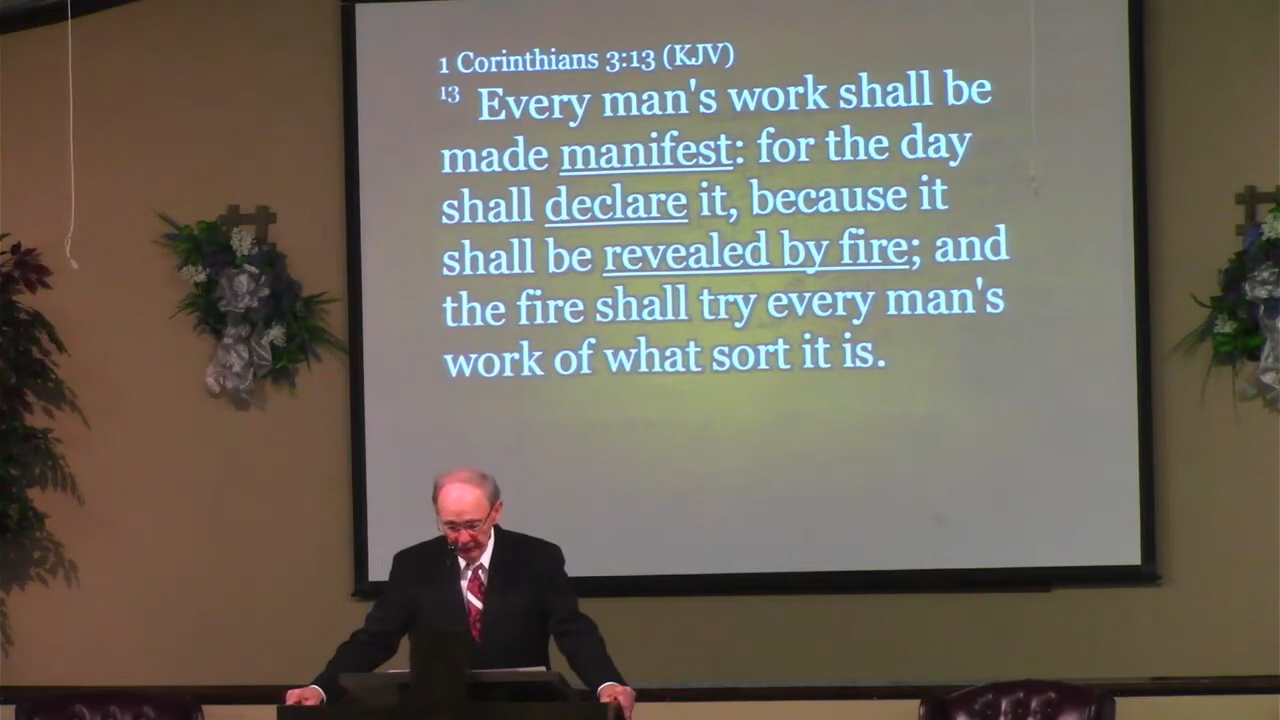 1 Corinthians 3:13 (KJV)
13 Every man's work shall be
made manifest: for the day
shall declare it, because it
shall be revealed by fire; and
the fire shall try every man's
work of what sort it is.